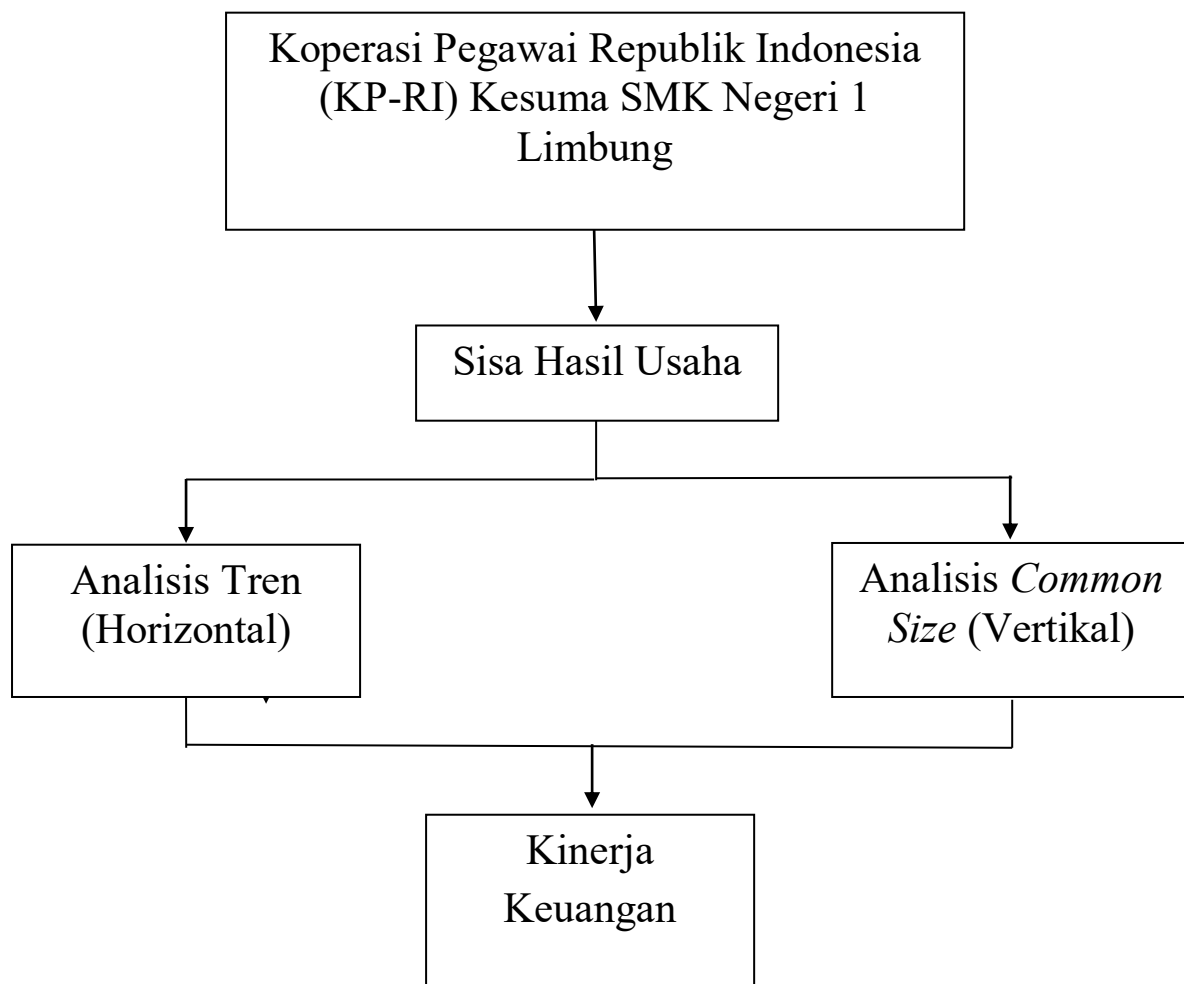 Koperasi Pegawai Republik Indonesia
(KP-RI) Kesuma SMK Negeri 1
Limbung
Sisa Hasil Usaha
Analisis Tren
(Horizontal)
Analisis Common
Size (Vertikal)
Kinerja
Keuangan